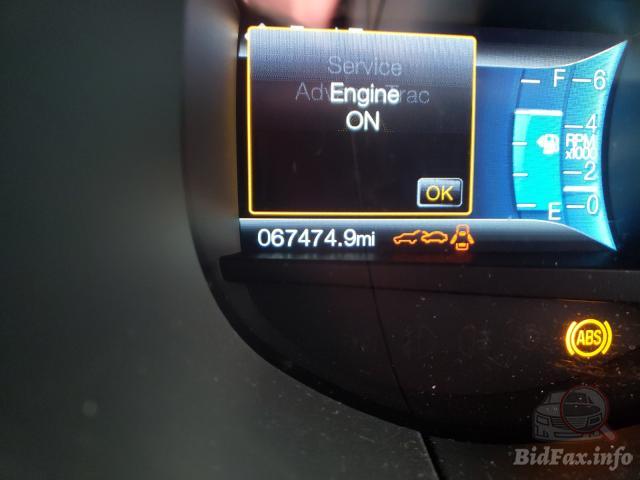 Service
Engine
ON
OK
F
6
4
RPM
x1000
2
E
0
067474.9mi
ABS
BidFax.info